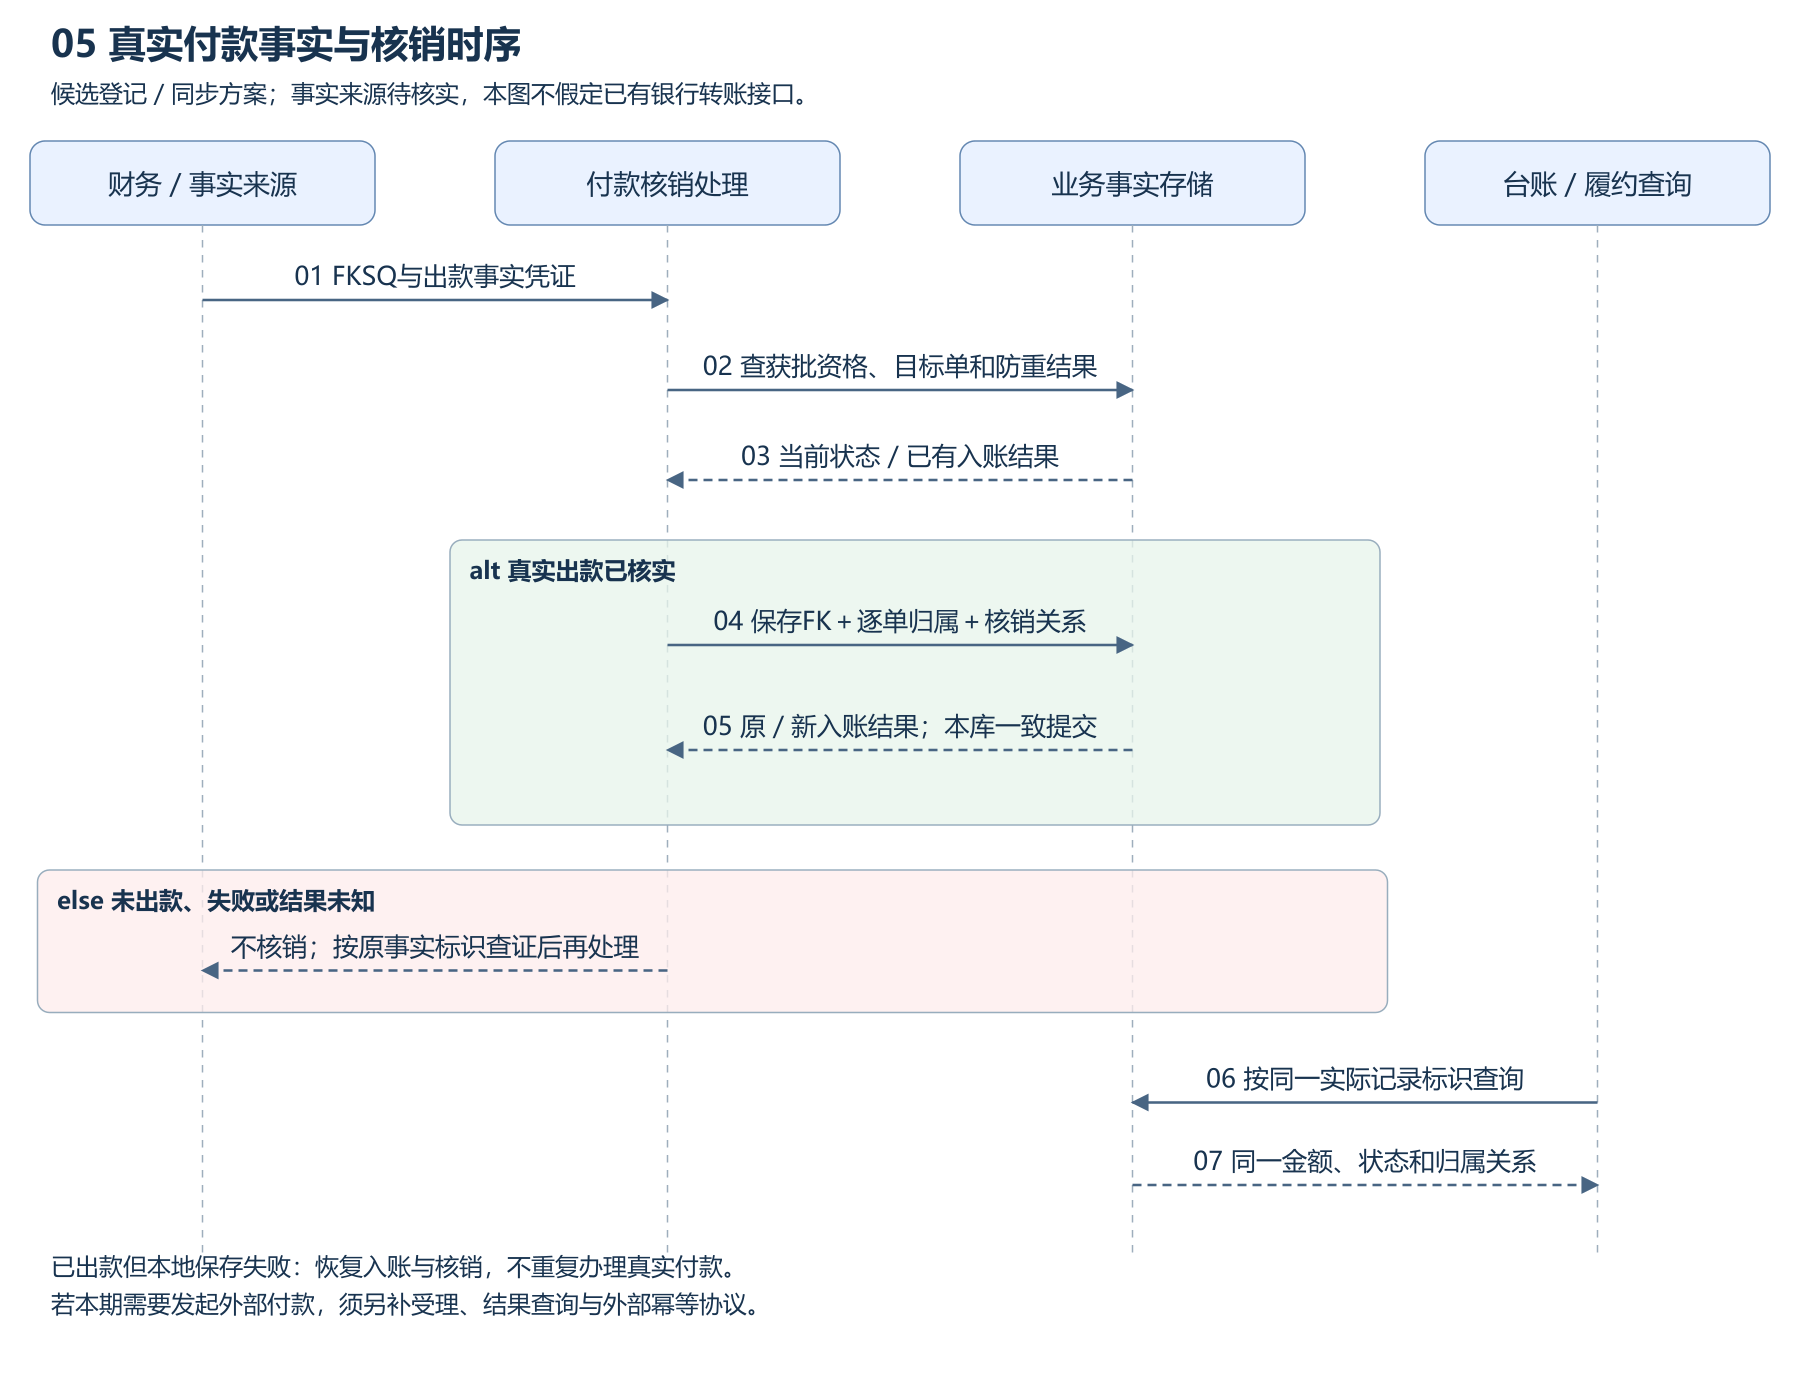 05 真实付款事实与核销时序
候选登记 / 同步方案；事实来源待核实，本图不假定已有银行转账接口。
财务 / 事实来源
付款核销处理
业务事实存储
台账 / 履约查询
01 FKSQ与出款事实凭证
02 查获批资格、目标单和防重结果
03 当前状态 / 已有入账结果
alt 真实出款已核实
04 保存FK + 逐单归属 + 核销关系
05 原 / 新入账结果；本库一致提交
else 未出款、失败或结果未知
不核销；按原事实标识查证后再处理
06 按同一实际记录标识查询
07 同一金额、状态和归属关系
已出款但本地保存失败：恢复入账与核销，不重复办理真实付款。
若本期需要发起外部付款，须另补受理、结果查询与外部幂等协议。